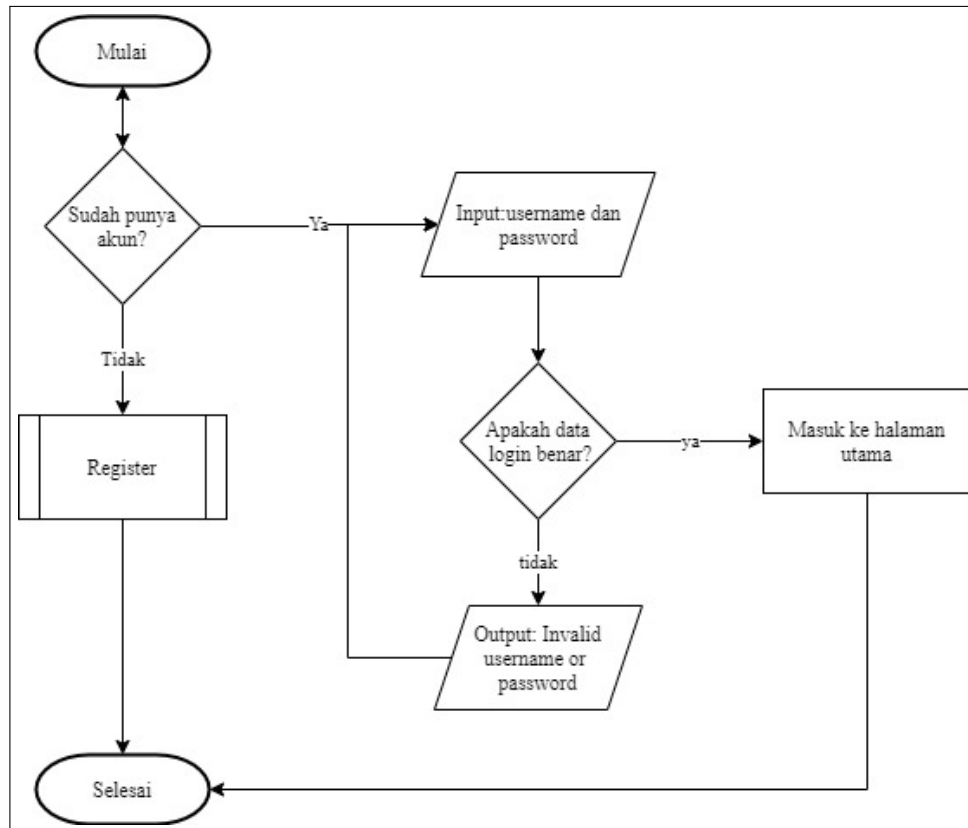 Mulai
Sudah punya
akun?
Ya
Input:username dan
password
Tidak
Register
Apakah data
login benar?
ya
Masuk ke halaman
utama
tidak
Output: Invalid
username or
password
Selesai